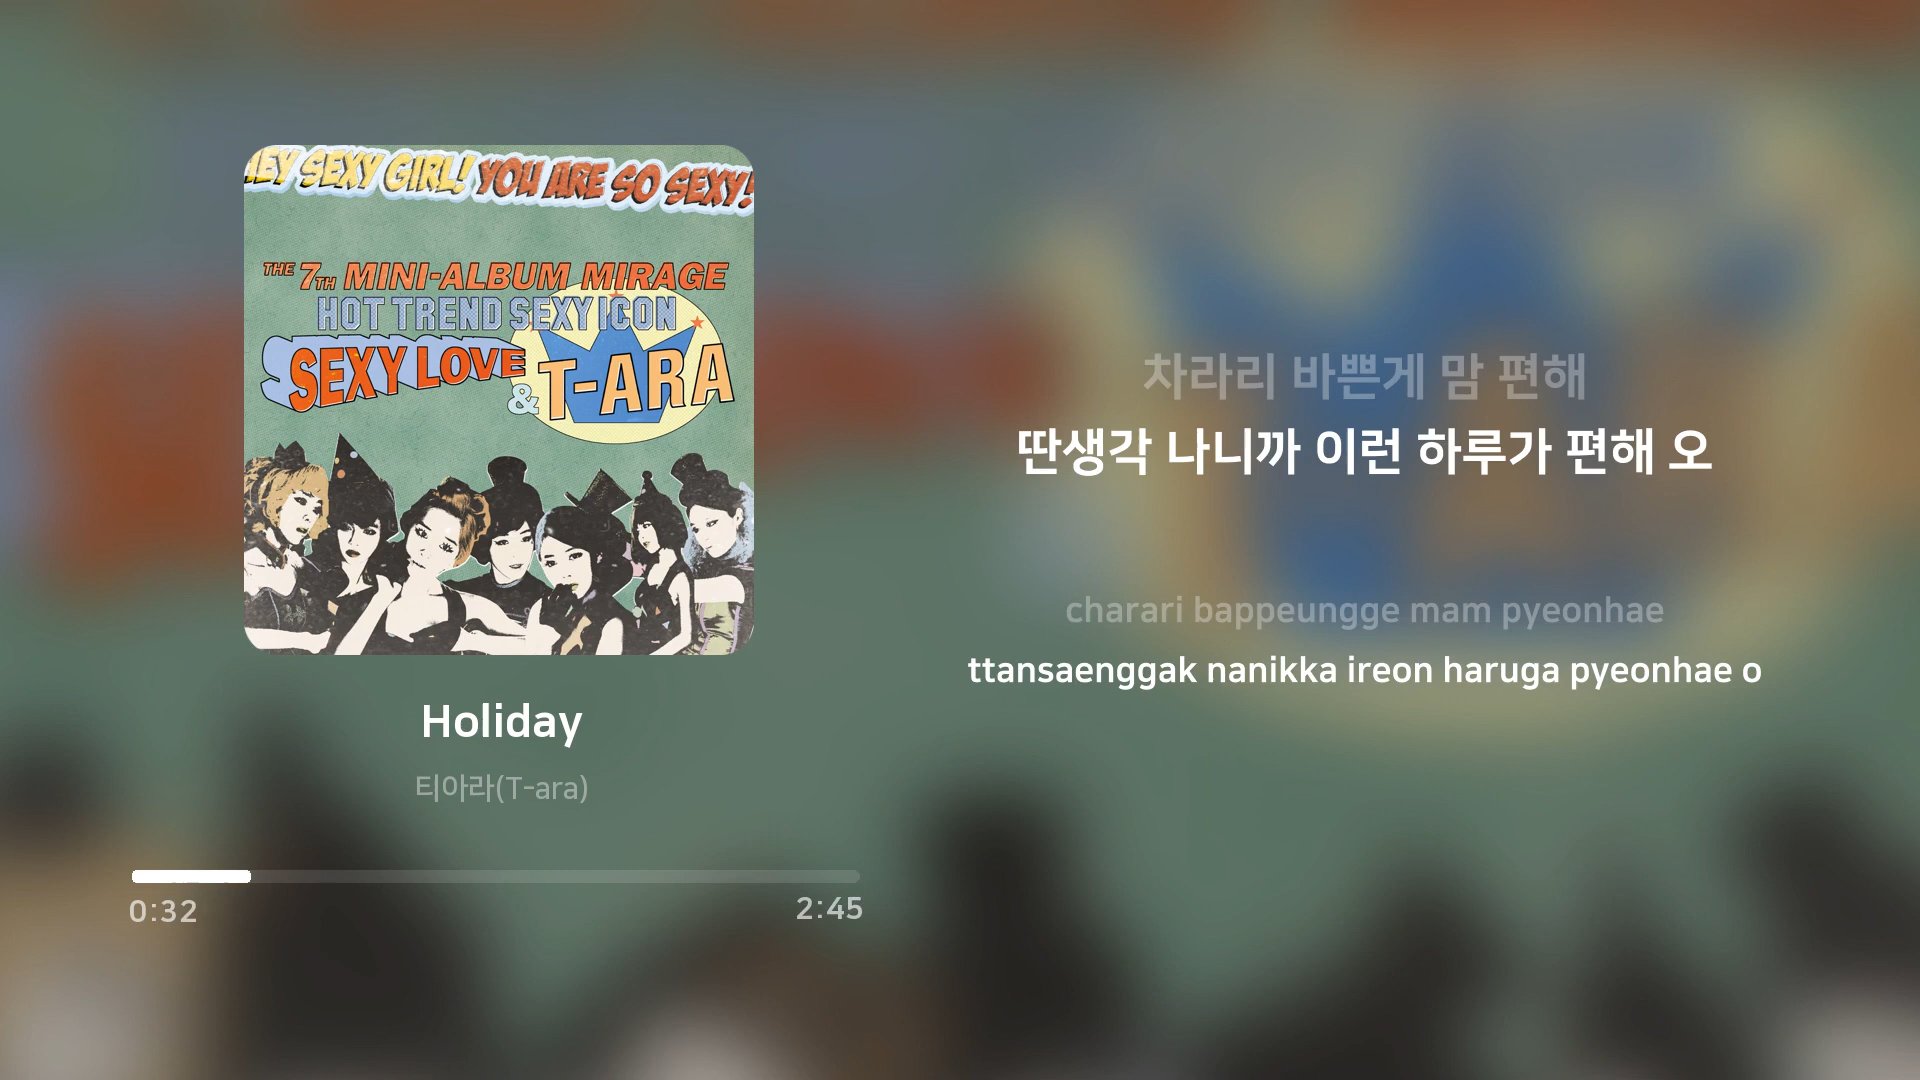 HEY SEXY GIRL! YOU ARE SO SEXY!
THE 7TH MINI-ALBUM MIRAGE
HOT TREND SEXY ICON
SEXY LOVE
& T-ARA
Holiday
티아라(T-ara)
0:32
2:45
차라리 바쁜게 맘 편해
딴생각 나니까 이런 하루가 편해 오
charari bappeungge mam pyeonhae
ttansaenggak nanikka ireon haruga pyeonhae o